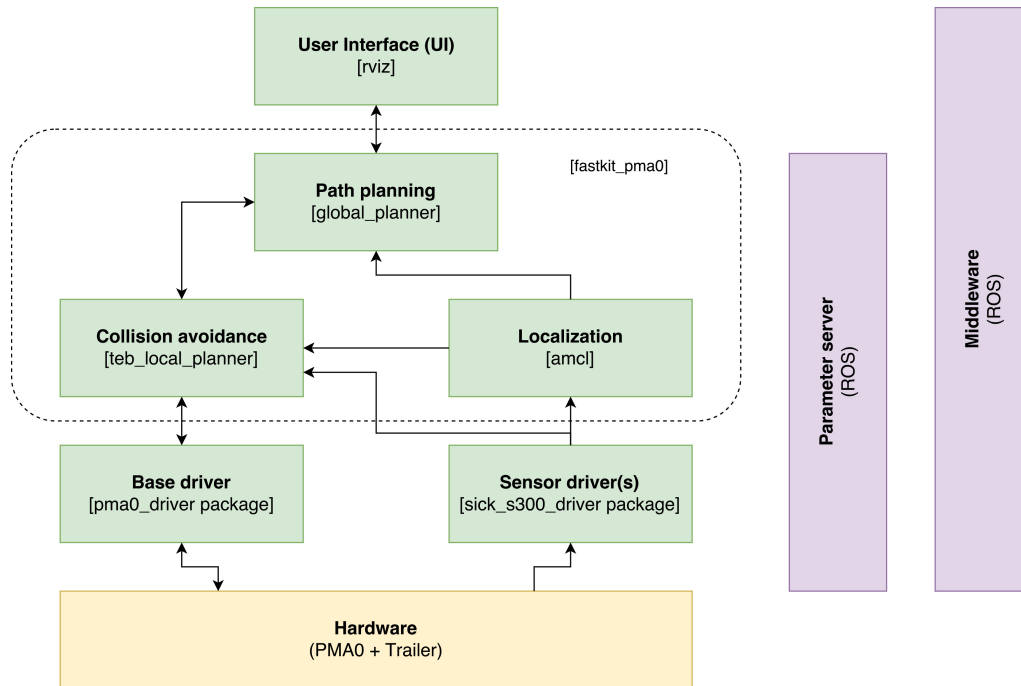 User Interface (UI)
[rviz]
[fastkit_pma0]
Path planning
[global_planner]
Collision avoidance
[teb_local_planner]
Localization
[amcl]
Base driver
[pma0_driver package]
Sensor driver(s)
[sick_s300_driver package]
Hardware
(PMA0 + Trailer)
Parameter server
(ROS)
Middleware
(ROS)